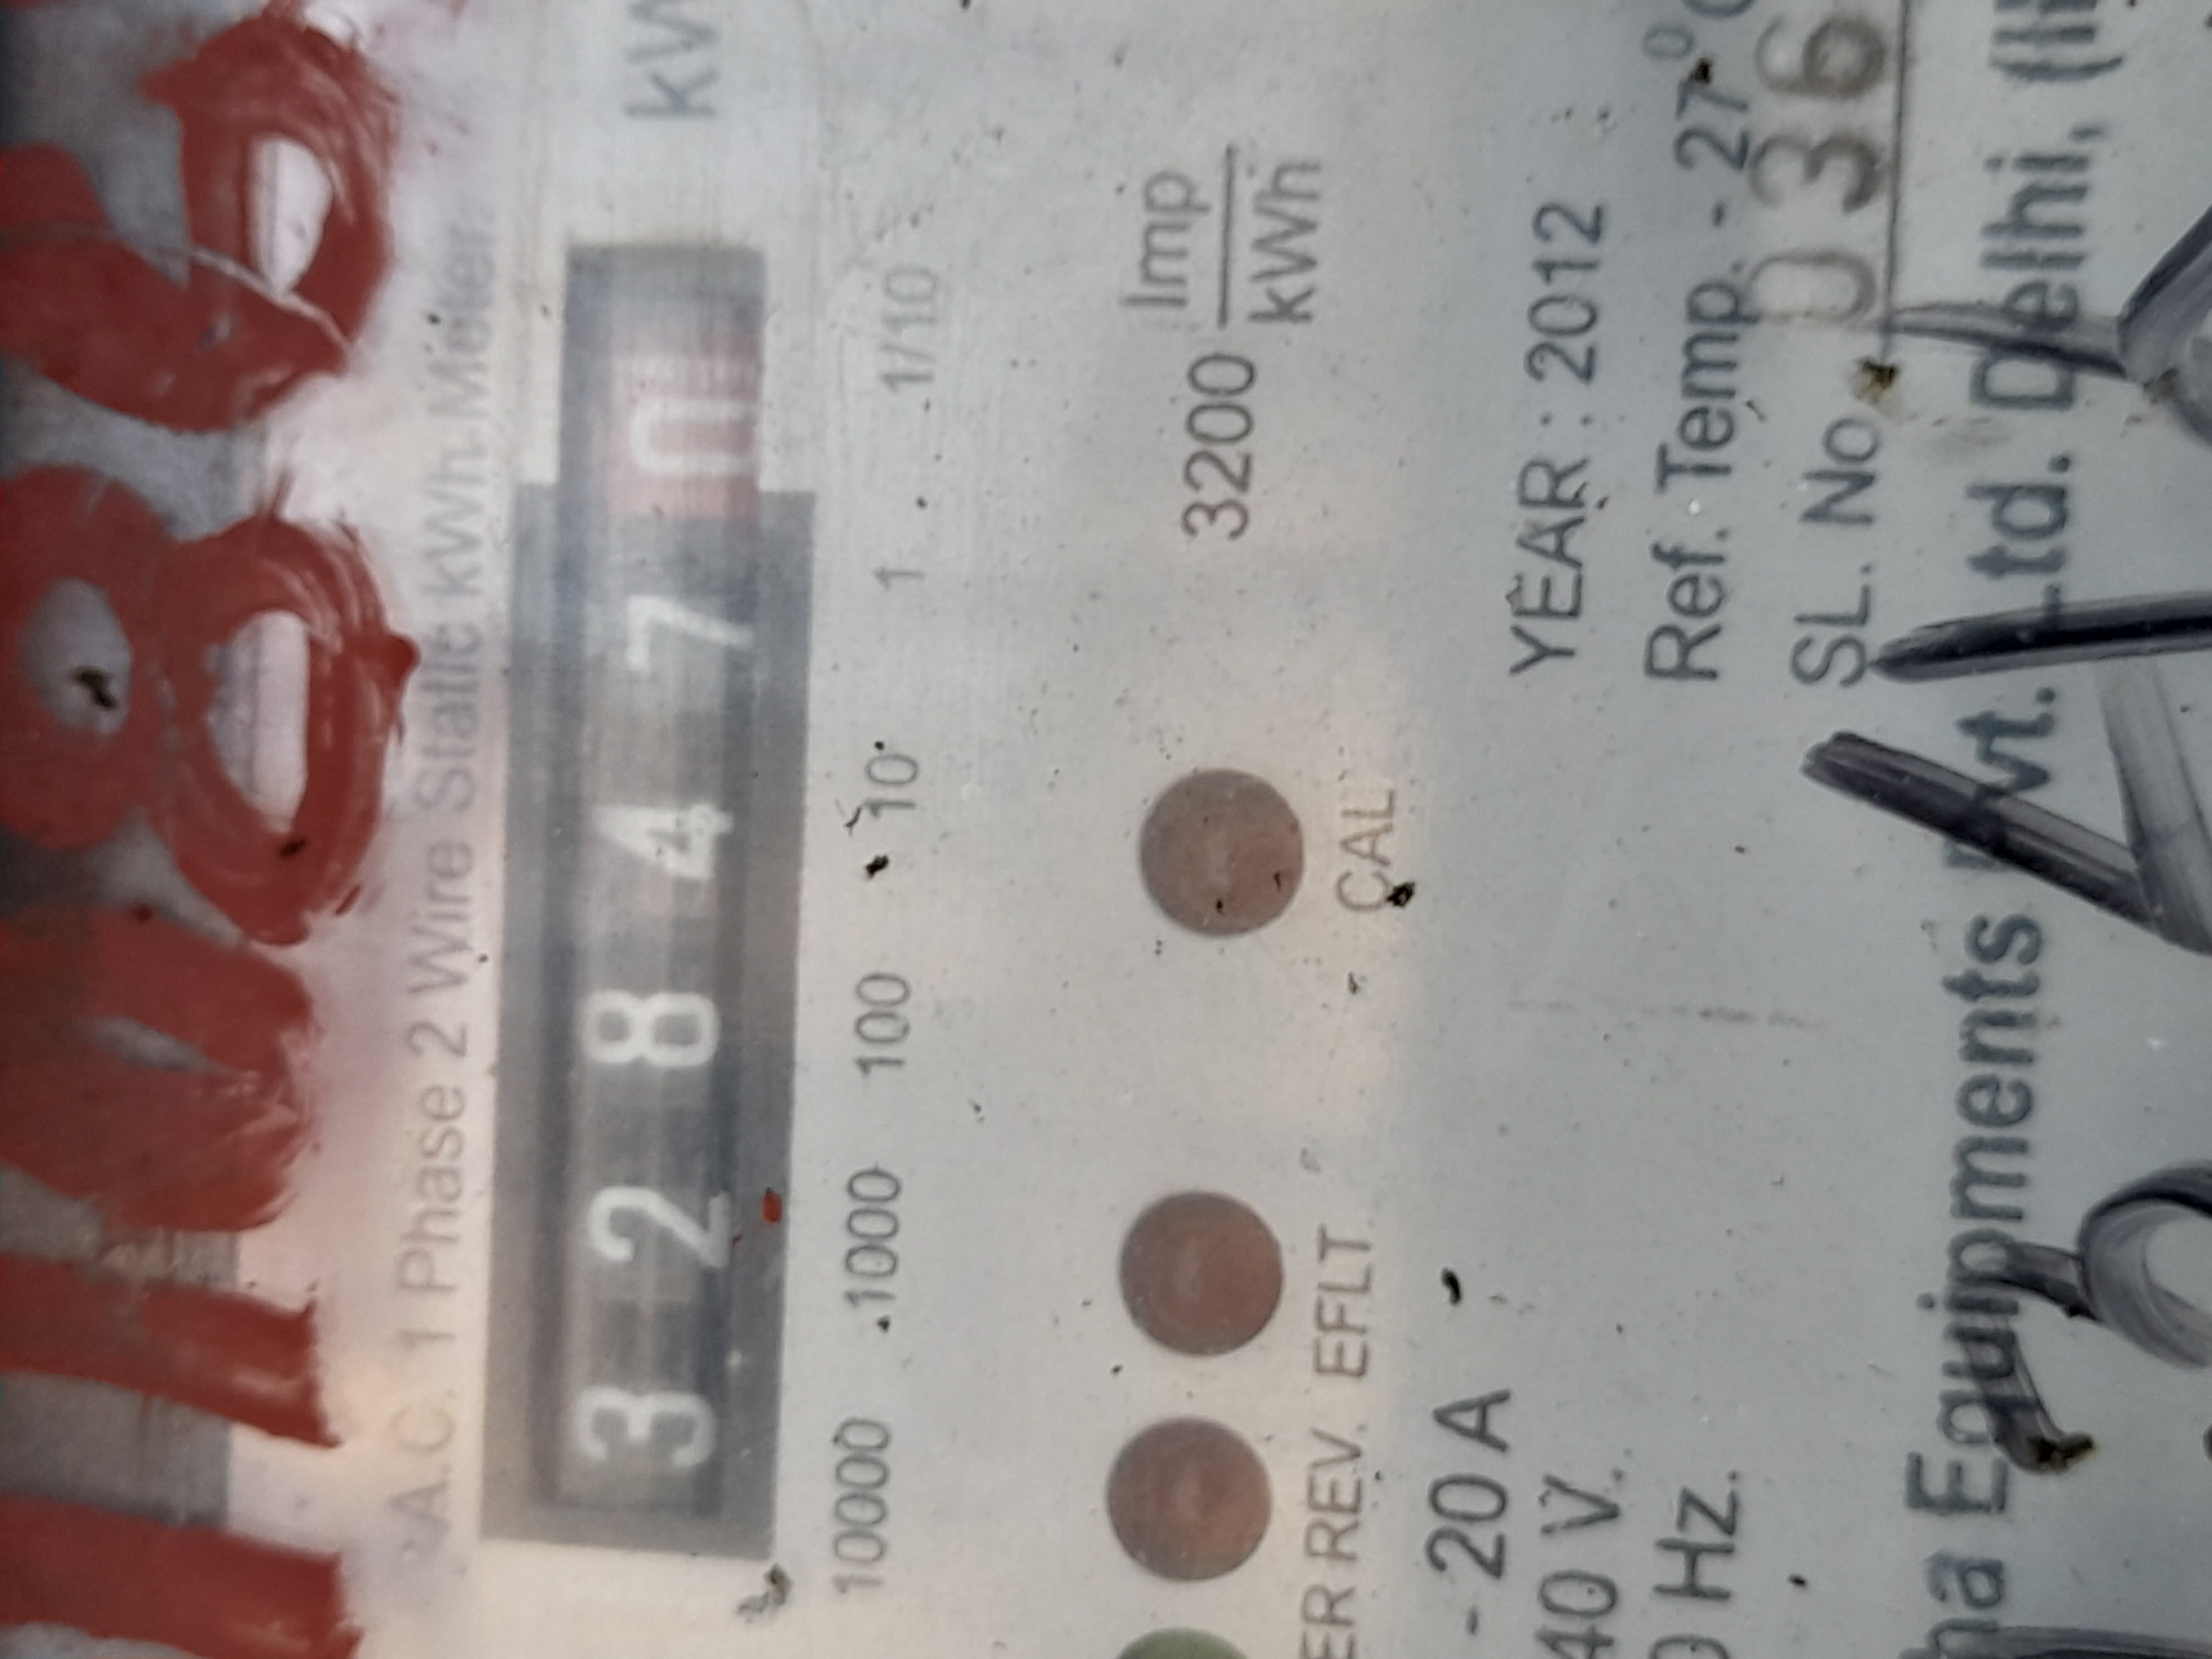 A.C. 1 Phase 2 Wire Static kWh Meter
3 2 8 4 7 0 kW
10000 1000 100 10 1 1/10
3200 Imp
kWh
CAL
REV. EFLT.
- 20 A
40 V.
Hz.
YEAR : 2012
Ref. Temp. - 27°C
SL. No. 036
Equipments Pvt. Ltd. Delhi,